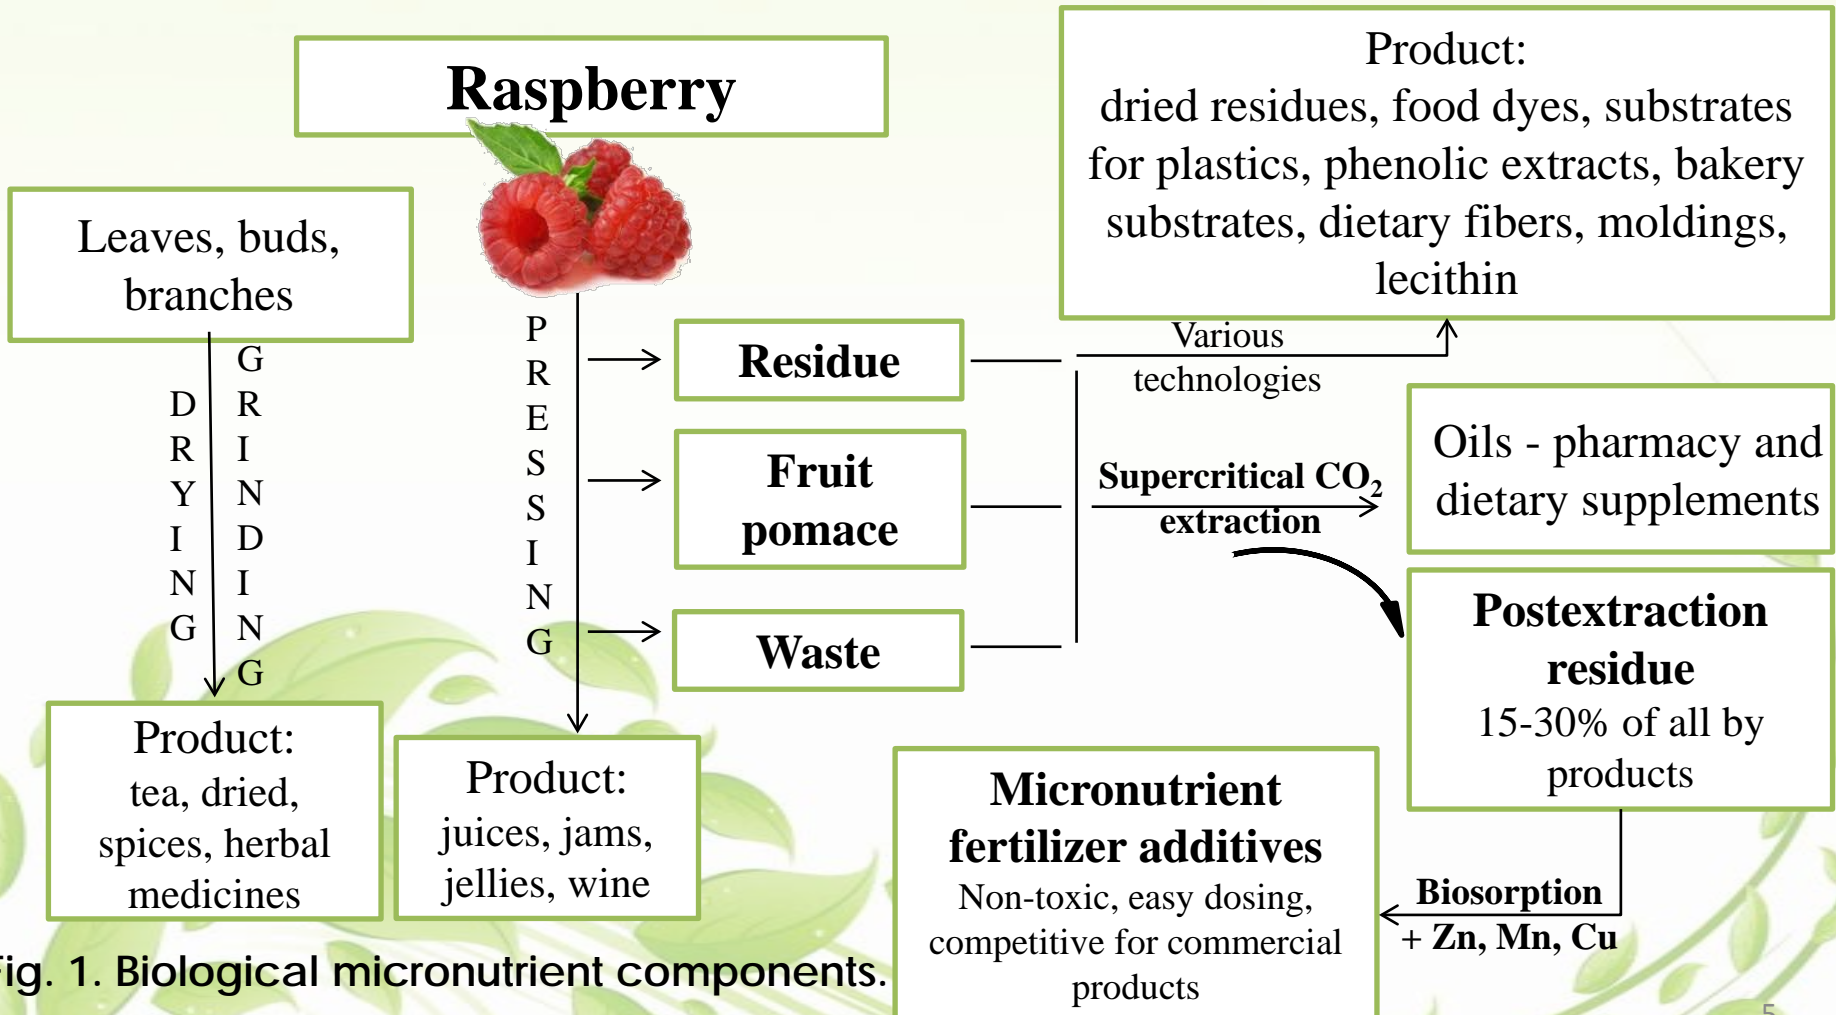 Raspberry
Product:
dried residues, food dyes, substrates
for plastics, phenolic extracts, bakery
substrates, dietary fibers, moldings,
lecithin
Leaves, buds,
branches
DRYING
GRINDING
PRESSING
Residue
Fruit
pomace
Waste
Various
technologies
Supercritical CO₂
extraction
Oils - pharmacy and
dietary supplements
Postextraction
residue
15-30% of all by
products
Product:
tea, dried,
spices, herbal
medicines
Product:
juices, jams,
jellies, wine
Micronutrient
fertilizer additives
Non-toxic, easy dosing,
competitive for commercial
products
Biosorption
+ Zn, Mn, Cu
Fig. 1. Biological micronutrient components.
5